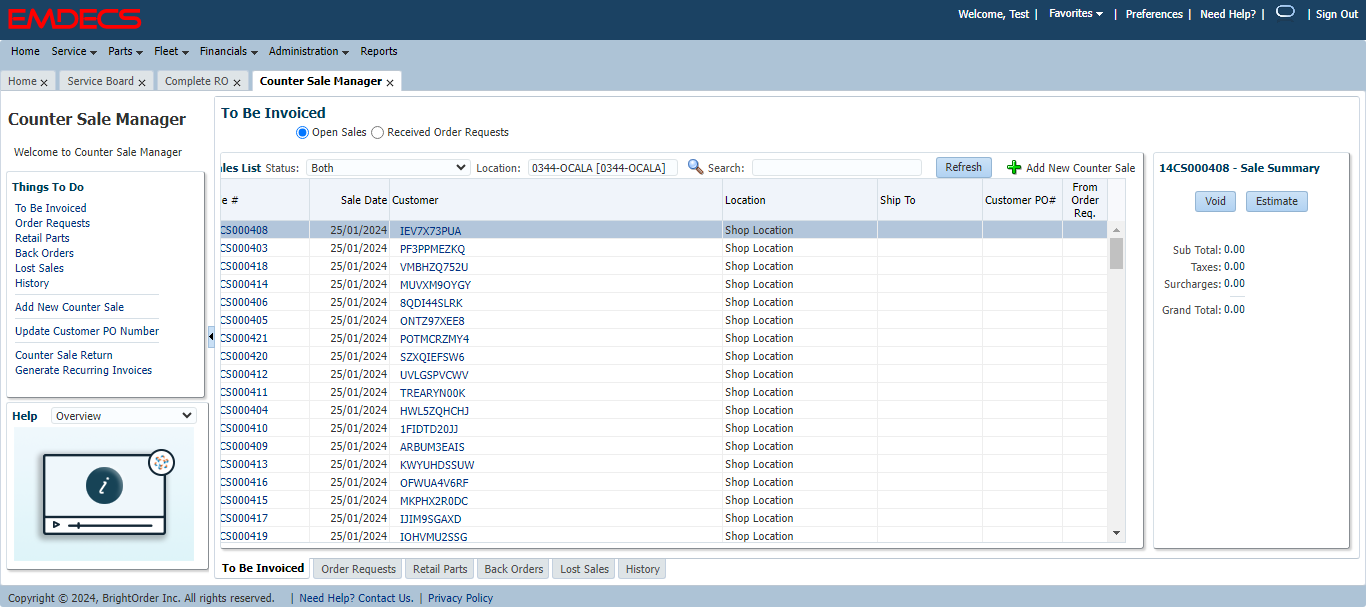 EMDECS
Welcome, Test | Favorites | Preferences | Need Help? | | Sign Out
Home Service Parts Fleet Financials Administration Reports
Home x Service Board x Complete RO x Counter Sale Manager x
Counter Sale Manager
Welcome to Counter Sale Manager
Things To Do
To Be Invoiced
Order Requests
Retail Parts
Back Orders
Lost Sales
History
Add New Counter Sale
Update Customer PO Number
Counter Sale Return
Generate Recurring Invoices
Help Overview
i
To Be Invoiced
Open Sales Received Order Requests
les List Status: Both Location: 0344-OCALA [0344-OCALA] Search: Refresh Add New Counter Sale
e # Sale Date Customer Location Ship To Customer PO# From Order Req.
CS000408 25/01/2024 IEV7X73PUA Shop Location
CS000403 25/01/2024 PF3PPMEZKQ Shop Location
CS000418 25/01/2024 VMBHZQ752U Shop Location
CS000414 25/01/2024 MUVXM9OYGY Shop Location
CS000406 25/01/2024 8QDI44SLRK Shop Location
CS000405 25/01/2024 ONTZ97XEE8 Shop Location
CS000421 25/01/2024 POTMCRZMY4 Shop Location
CS000420 25/01/2024 SZXQIEFSW6 Shop Location
CS000412 25/01/2024 UVLGSPVCWV Shop Location
CS000411 25/01/2024 TREARYN00K Shop Location
CS000404 25/01/2024 HWL5ZQHCHJ Shop Location
CS000410 25/01/2024 1FIDTD20JJ Shop Location
CS000409 25/01/2024 ARBUM3EAIS Shop Location
CS000413 25/01/2024 KWYUHDSSUW Shop Location
CS000416 25/01/2024 OFWUA4V6RF Shop Location
CS000415 25/01/2024 MKPHX2R0DC Shop Location
CS000417 25/01/2024 IJIM9SGAXD Shop Location
CS000419 25/01/2024 IOHVMU2SSG Shop Location
14CS000408 - Sale Summary
Void Estimate
Sub Total: 0.00
Taxes: 0.00
Surcharges: 0.00
Grand Total: 0.00
To Be Invoiced Order Requests Retail Parts Back Orders Lost Sales History
Copyright © 2024, BrightOrder Inc. All rights reserved. | Need Help? Contact Us. | Privacy Policy